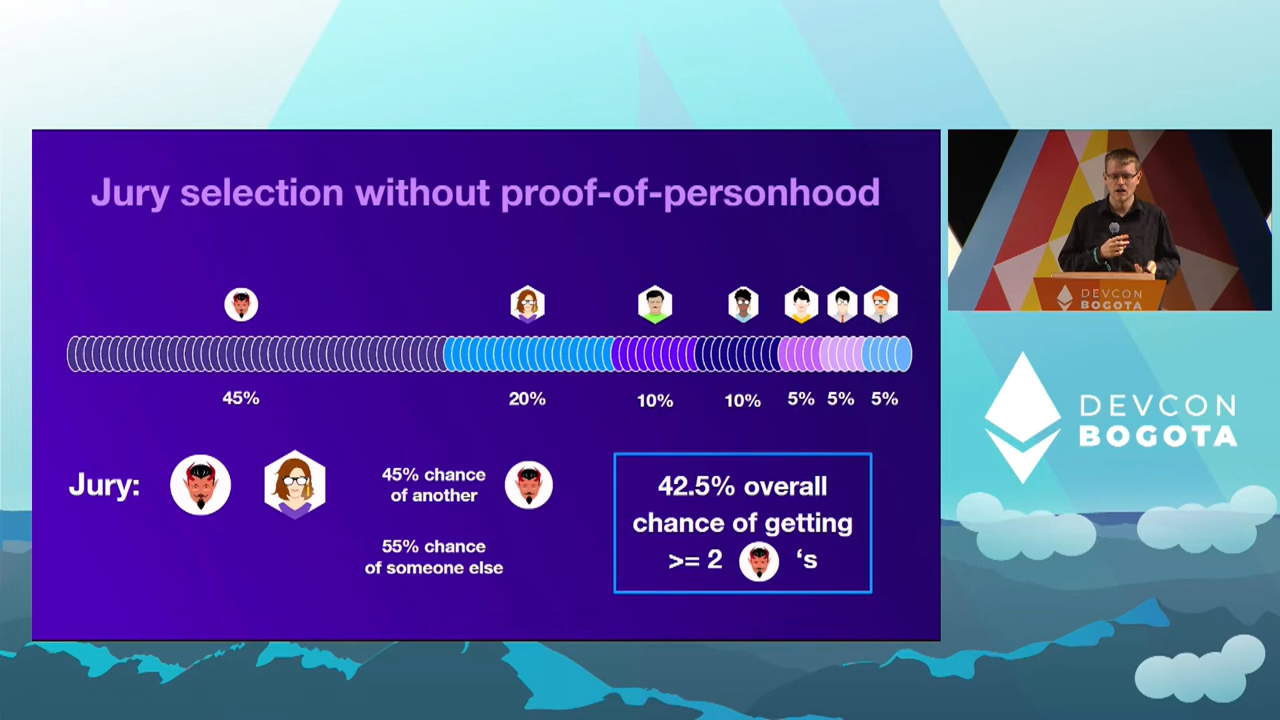 Jury selection without proof-of-personhood
45%
20%
10%
10%
5%
5%
5%
Jury:
45% chance
of another
55% chance
of someone else
42.5% overall
chance of getting
>= 2
‘s
DEVCON
BOGOTA
DEVCON
BOGOTA